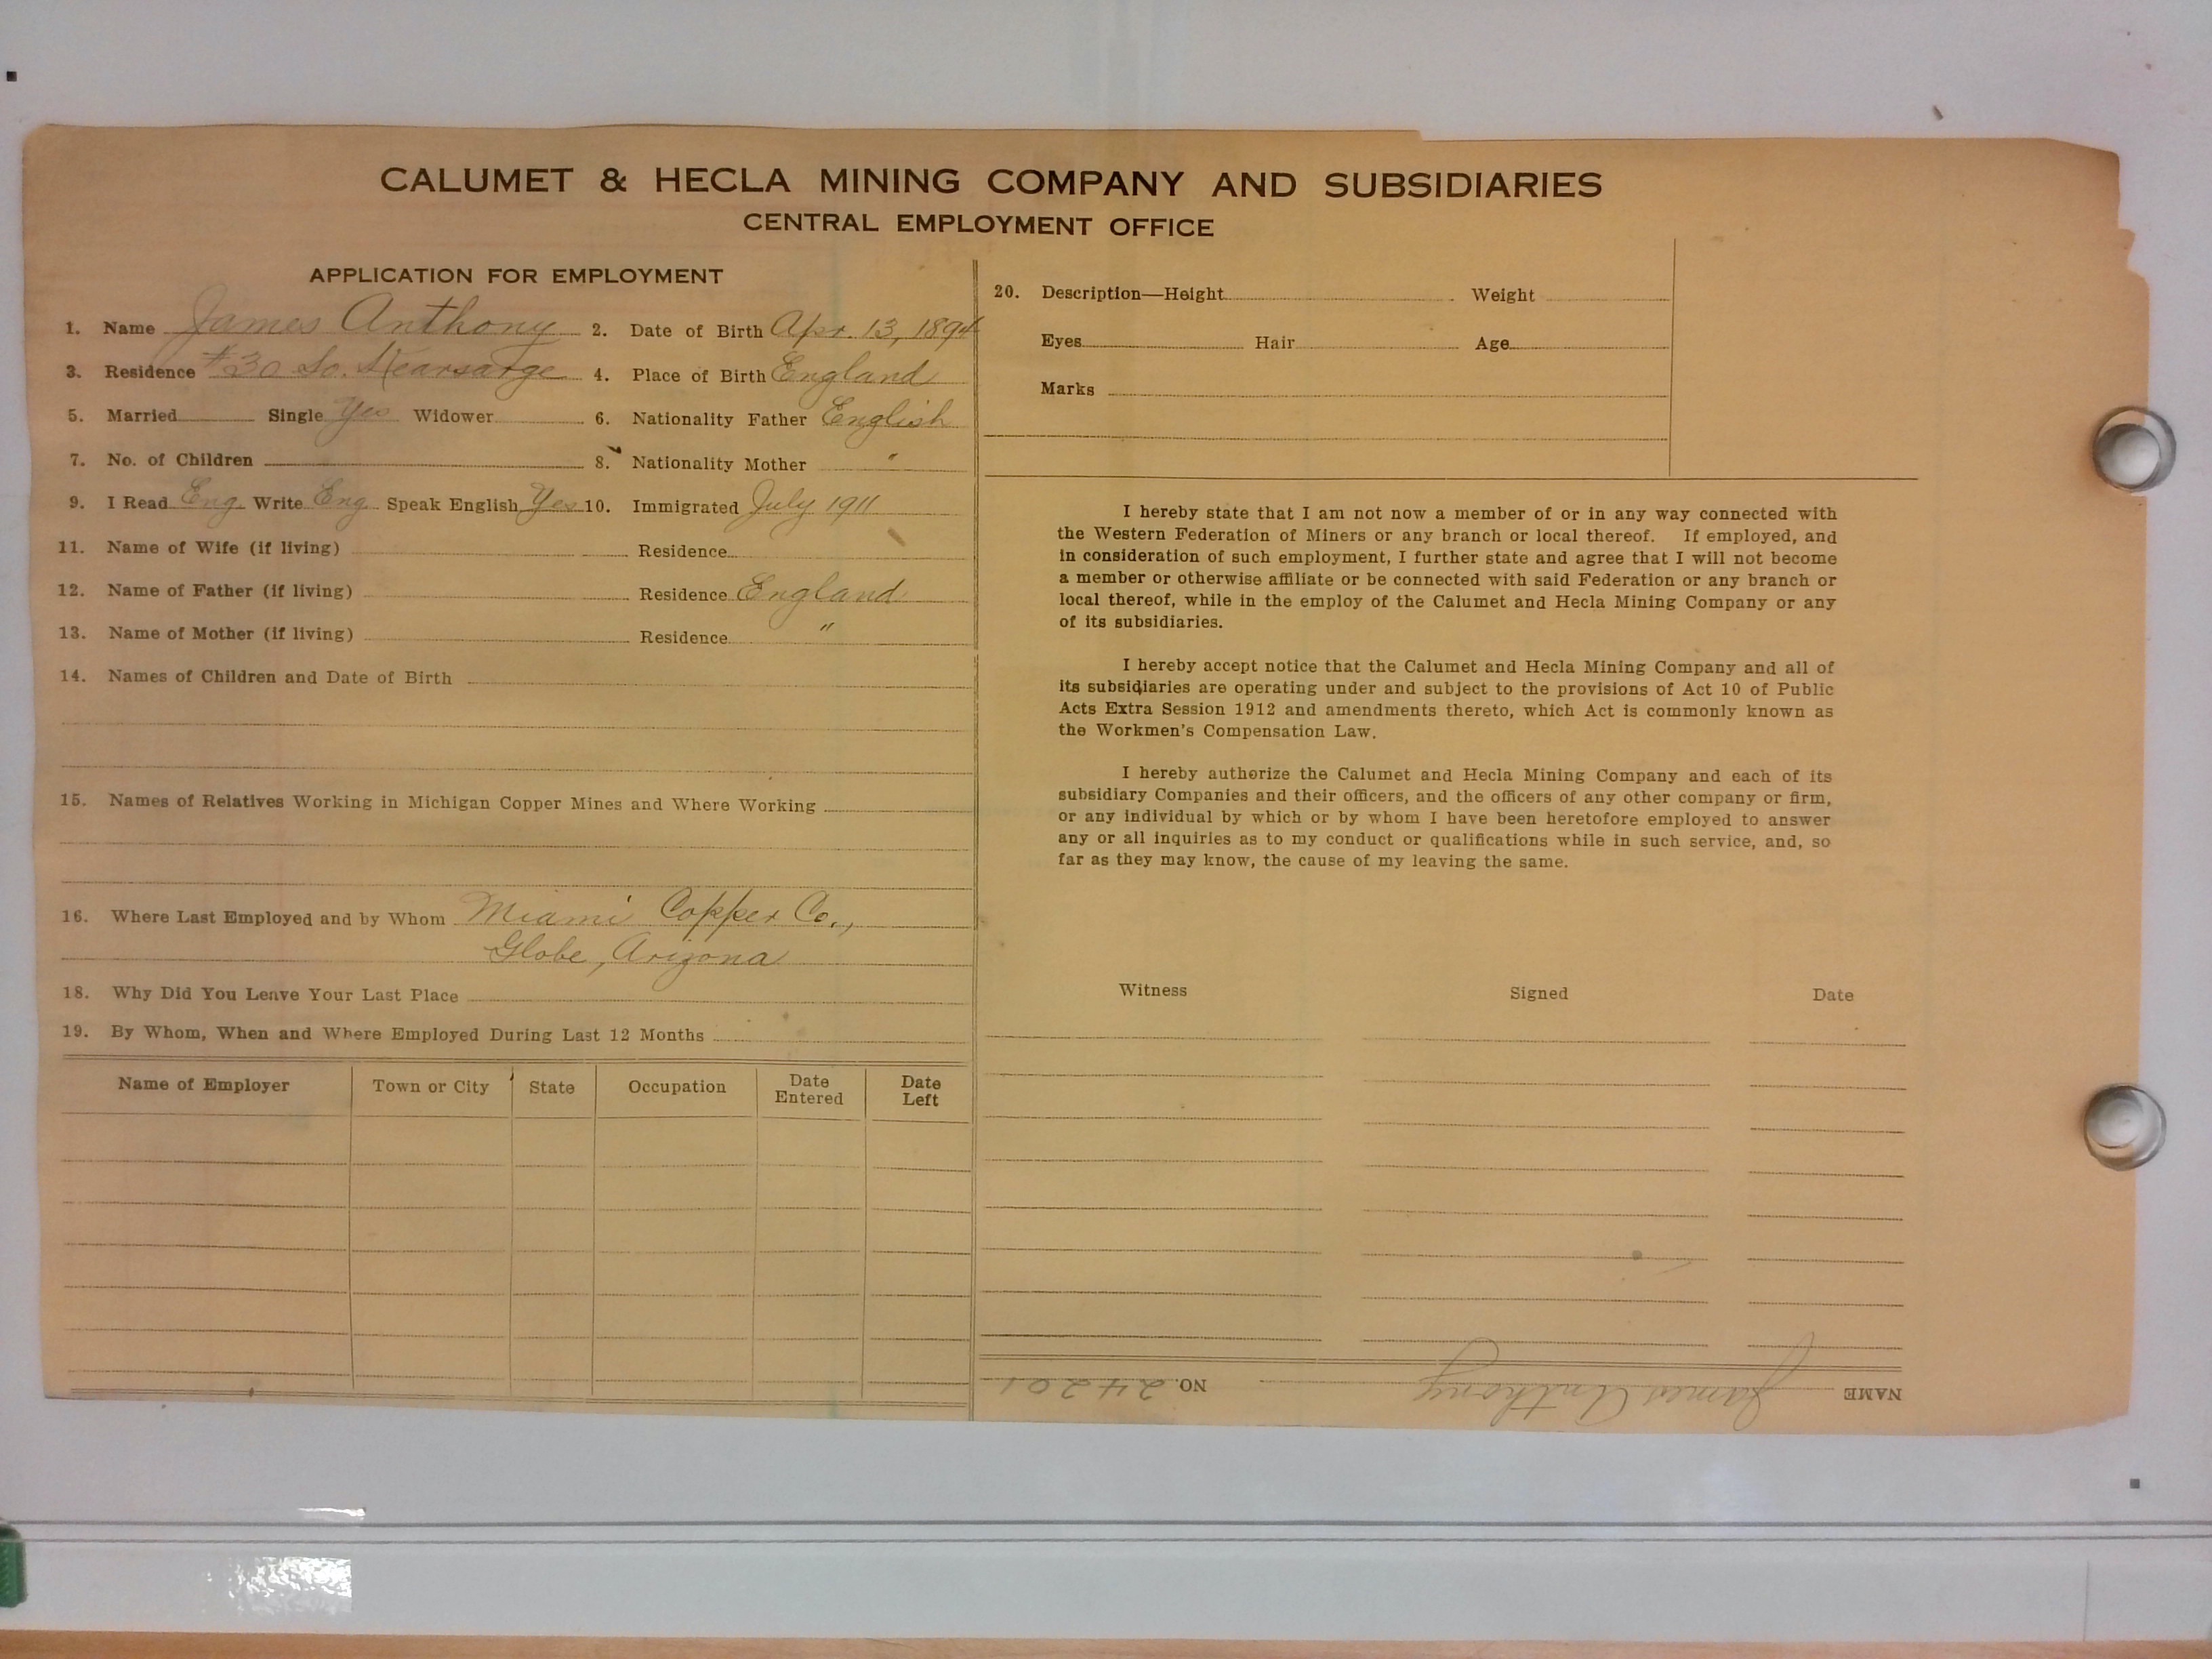 CALUMET & HECLA MINING COMPANY AND SUBSIDIARIES
CENTRAL EMPLOYMENT OFFICE
APPLICATION FOR EMPLOYMENT
1. Name James Anthony 2. Date of Birth Apr. 13, 1894
3. Residence #30 So. Kearsarge 4. Place of Birth England
5. Married Single Yes Widower 6. Nationality Father English
7. No. of Children 8. Nationality Mother "
9. I Read Eng. Write Eng. Speak English Yes 10. Immigrated July 1911
11. Name of Wife (if living) Residence
12. Name of Father (if living) Residence England
13. Name of Mother (if living) Residence "
14. Names of Children and Date of Birth
15. Names of Relatives Working in Michigan Copper Mines and Where Working
16. Where Last Employed and by Whom Miami Copper Co.,
Globe, Arizona
18. Why Did You Leave Your Last Place
19. By Whom, When and Where Employed During Last 12 Months
Name of Employer Town or City State Occupation Date Entered Date Left
20. Description—Height Weight
Eyes Hair Age
Marks
I hereby state that I am not now a member of or in any way connected with
the Western Federation of Miners or any branch or local thereof. If employed, and
in consideration of such employment, I further state and agree that I will not become
a member or otherwise affiliate or be connected with said Federation or any branch or
local thereof, while in the employ of the Calumet and Hecla Mining Company or any
of its subsidiaries.
I hereby accept notice that the Calumet and Hecla Mining Company and all of
its subsidiaries are operating under and subject to the provisions of Act 10 of Public
Acts Extra Session 1912 and amendments thereto, which Act is commonly known as
the Workmen's Compensation Law.
I hereby authorize the Calumet and Hecla Mining Company and each of its
subsidiary Companies and their officers, and the officers of any other company or firm,
or any individual by which or by whom I have been heretofore employed to answer
any or all inquiries as to my conduct or qualifications while in such service, and, so
far as they may know, the cause of my leaving the same.
Witness Signed Date
NAME James Anthony NO. 24201